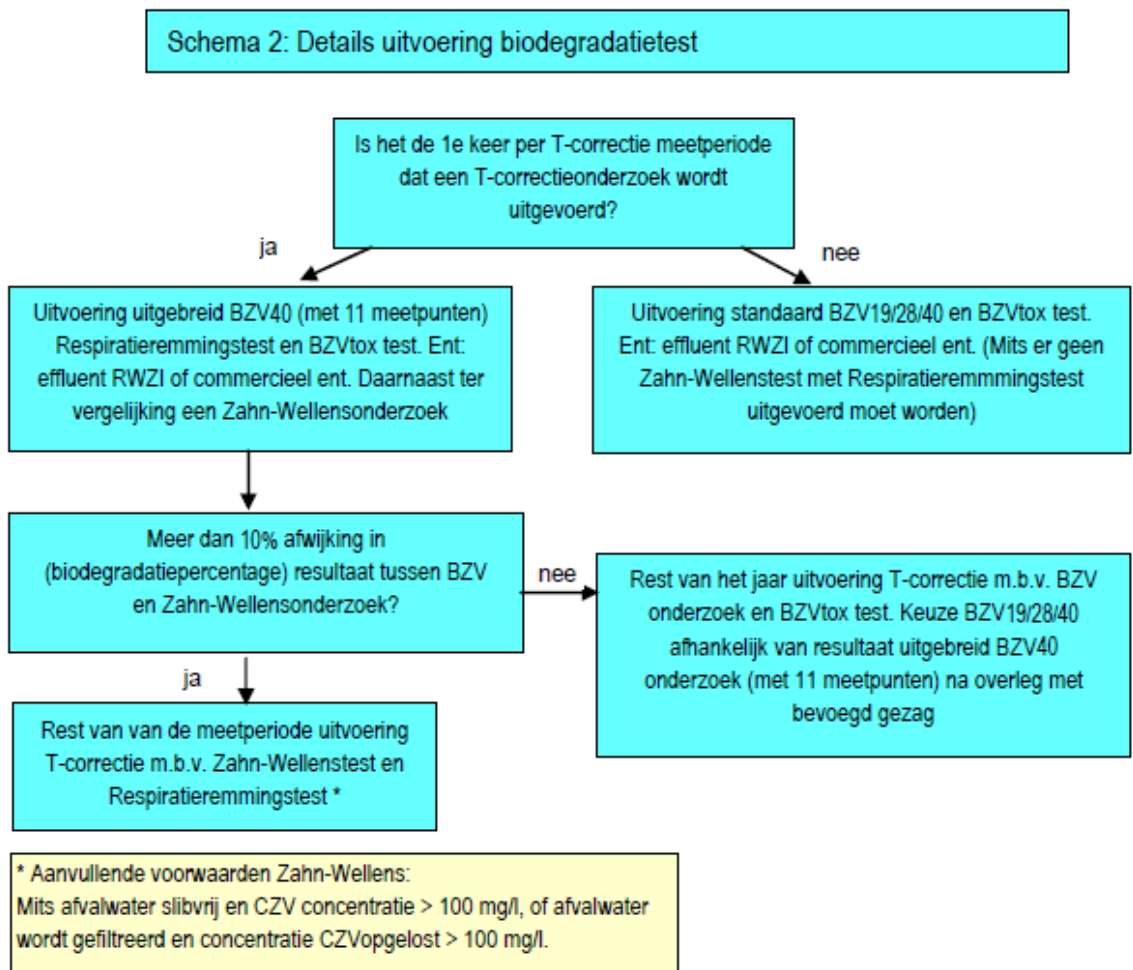 Schema 2: Details uitvoering biodegradatietest
Is het de 1e keer per T-correctie meetperiode
dat een T-correctieonderzoek wordt
uitgevoerd?
ja
nee
Uitvoering uitgebreid BZV40 (met 11 meetpunten)
Respiratieremmingstest en BZVtox test. Ent:
effluent RWZI of commercieel ent. Daarnaast ter
vergelijking een Zahn-Wellensonderzoek
Uitvoering standaard BZV19/28/40 en BZVtox test.
Ent: effluent RWZI of commercieel ent. (Mits er geen
Zahn-Wellenstest met Respiratieremmmingstest
uitgevoerd moet worden)
Meer dan 10% afwijking in
(biodegradatiepercentage) resultaat tussen BZV
en Zahn-Wellensonderzoek?
nee
Rest van het jaar uitvoering T-correctie m.b.v. BZV
onderzoek en BZVtox test. Keuze BZV19/28/40
afhankelijk van resultaat uitgebreid BZV40
onderzoek (met 11 meetpunten) na overleg met
bevoegd gezag
ja
Rest van van de meetperiode uitvoering
T-correctie m.b.v. Zahn-Wellenstest en
Respiratieremmingstest *
* Aanvullende voorwaarden Zahn-Wellens:
Mits afvalwater slibvrij en CZV concentratie > 100 mg/l, of afvalwater
wordt gefiltreerd en concentratie CZVopgelost > 100 mg/l.